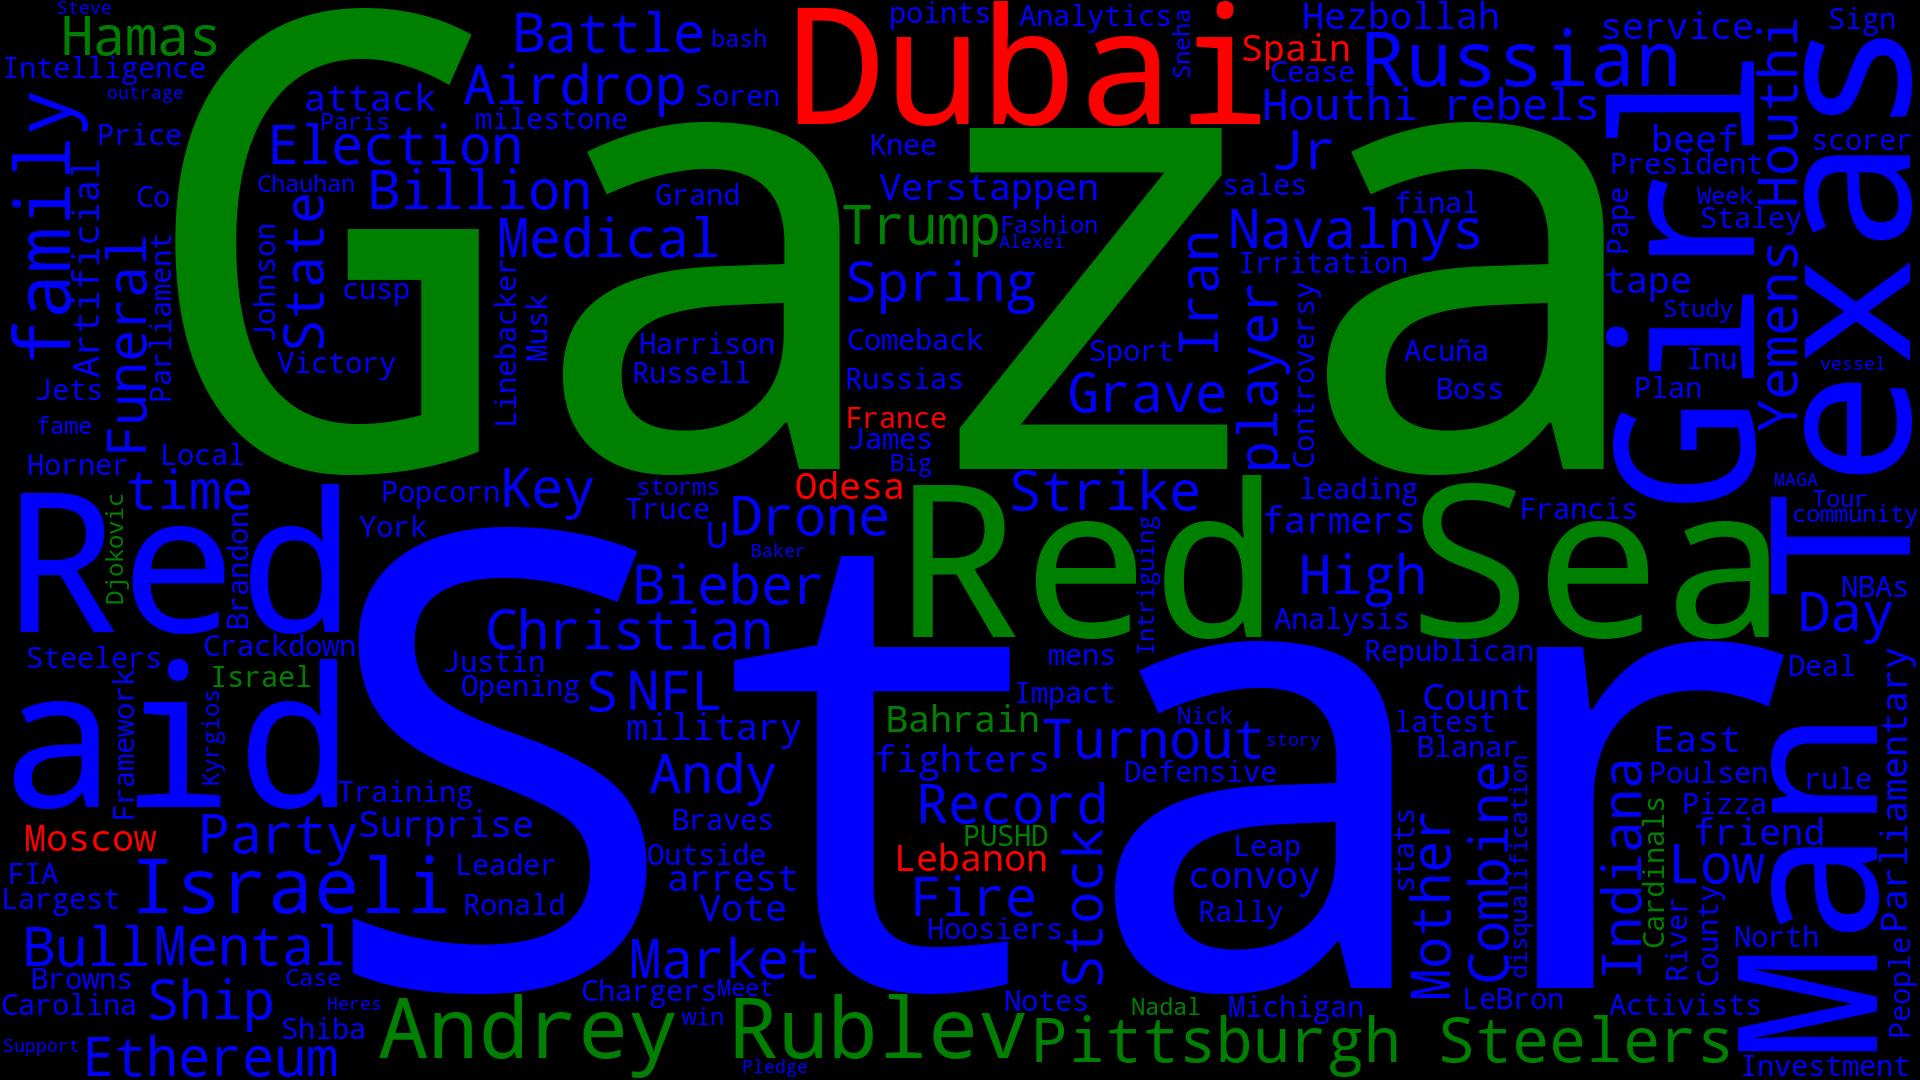 Steve
Hamas
Intelligence
outrage
family
Price
Artificial
Co
Funeral
Parliament
Jets
fame
Horner
Local
time
Gaza
attack
Paris
Election
Chauhan
Billion
State
Johnson
cusp
Victory
Battle
bash
Airdrop
Soren
milestone
Grand
Medical
Linebacker
Musk
Harrison
Russell
Dubai
points
Analytics
Sneha
Spain
Hezbollah
Cease
Russian
service
Sign
Houthi rebels
Knee
Jr
Verstappen
sales
Trump
Fashion
Alexei
final
Navalnys
Irritation
Spring
Iran
player
Controversy
Comeback
Sport
Russias
Grave
France
James
Big
Acuña
Boss
Girl
beef
President
Week
Staley
Pape
tape
Study
Inu
Plan
Yemens Houthi
Texas
scorer
vessel
Red
Djokovic
Brandon
Popcorn
Key
York
storms
Truce
U
Drone
Baker
Odesa
Strike
leading
farmers
Francis
MAGA
Tour
community
Red Sea
Intriguing
High
Analysis
NBAs
Day
Steelers
Crackdown
Israel
aid
Framework
Kyrgios
Star
Bieber
Christian
Justin
Opening
S
NFL
military
mens
Impact
Republican
Deal
Bahrain
Nick
Turnout
story
Count
latest
Blanar
fighters
Defensive
East
Poulsen
rule
Parliamentary
Man
Training
Andy
Record
Pizza
friend
Moscow
Party
Surprise
Braves
PUSHD
Leap
stats
Combine
disqualification
Indiana
Cardinals
Low
FIA
Largest
Israeli
Leader
Ronald
Outside
arrest
Vote
Lebanon
Fire
Hoosiers
Stock
convoy
Rally
Mother
River
County
North
People
Bull
Mental
Browns
Case
Market
Carolina
Ship
Heres
Shiba
Chargers
Meet
win
Notes
Nadal
Michigan
LeBron
Activists
Support
Ethereum
Andrey Rublev
Pledge
Pittsburgh Steelers
Investment